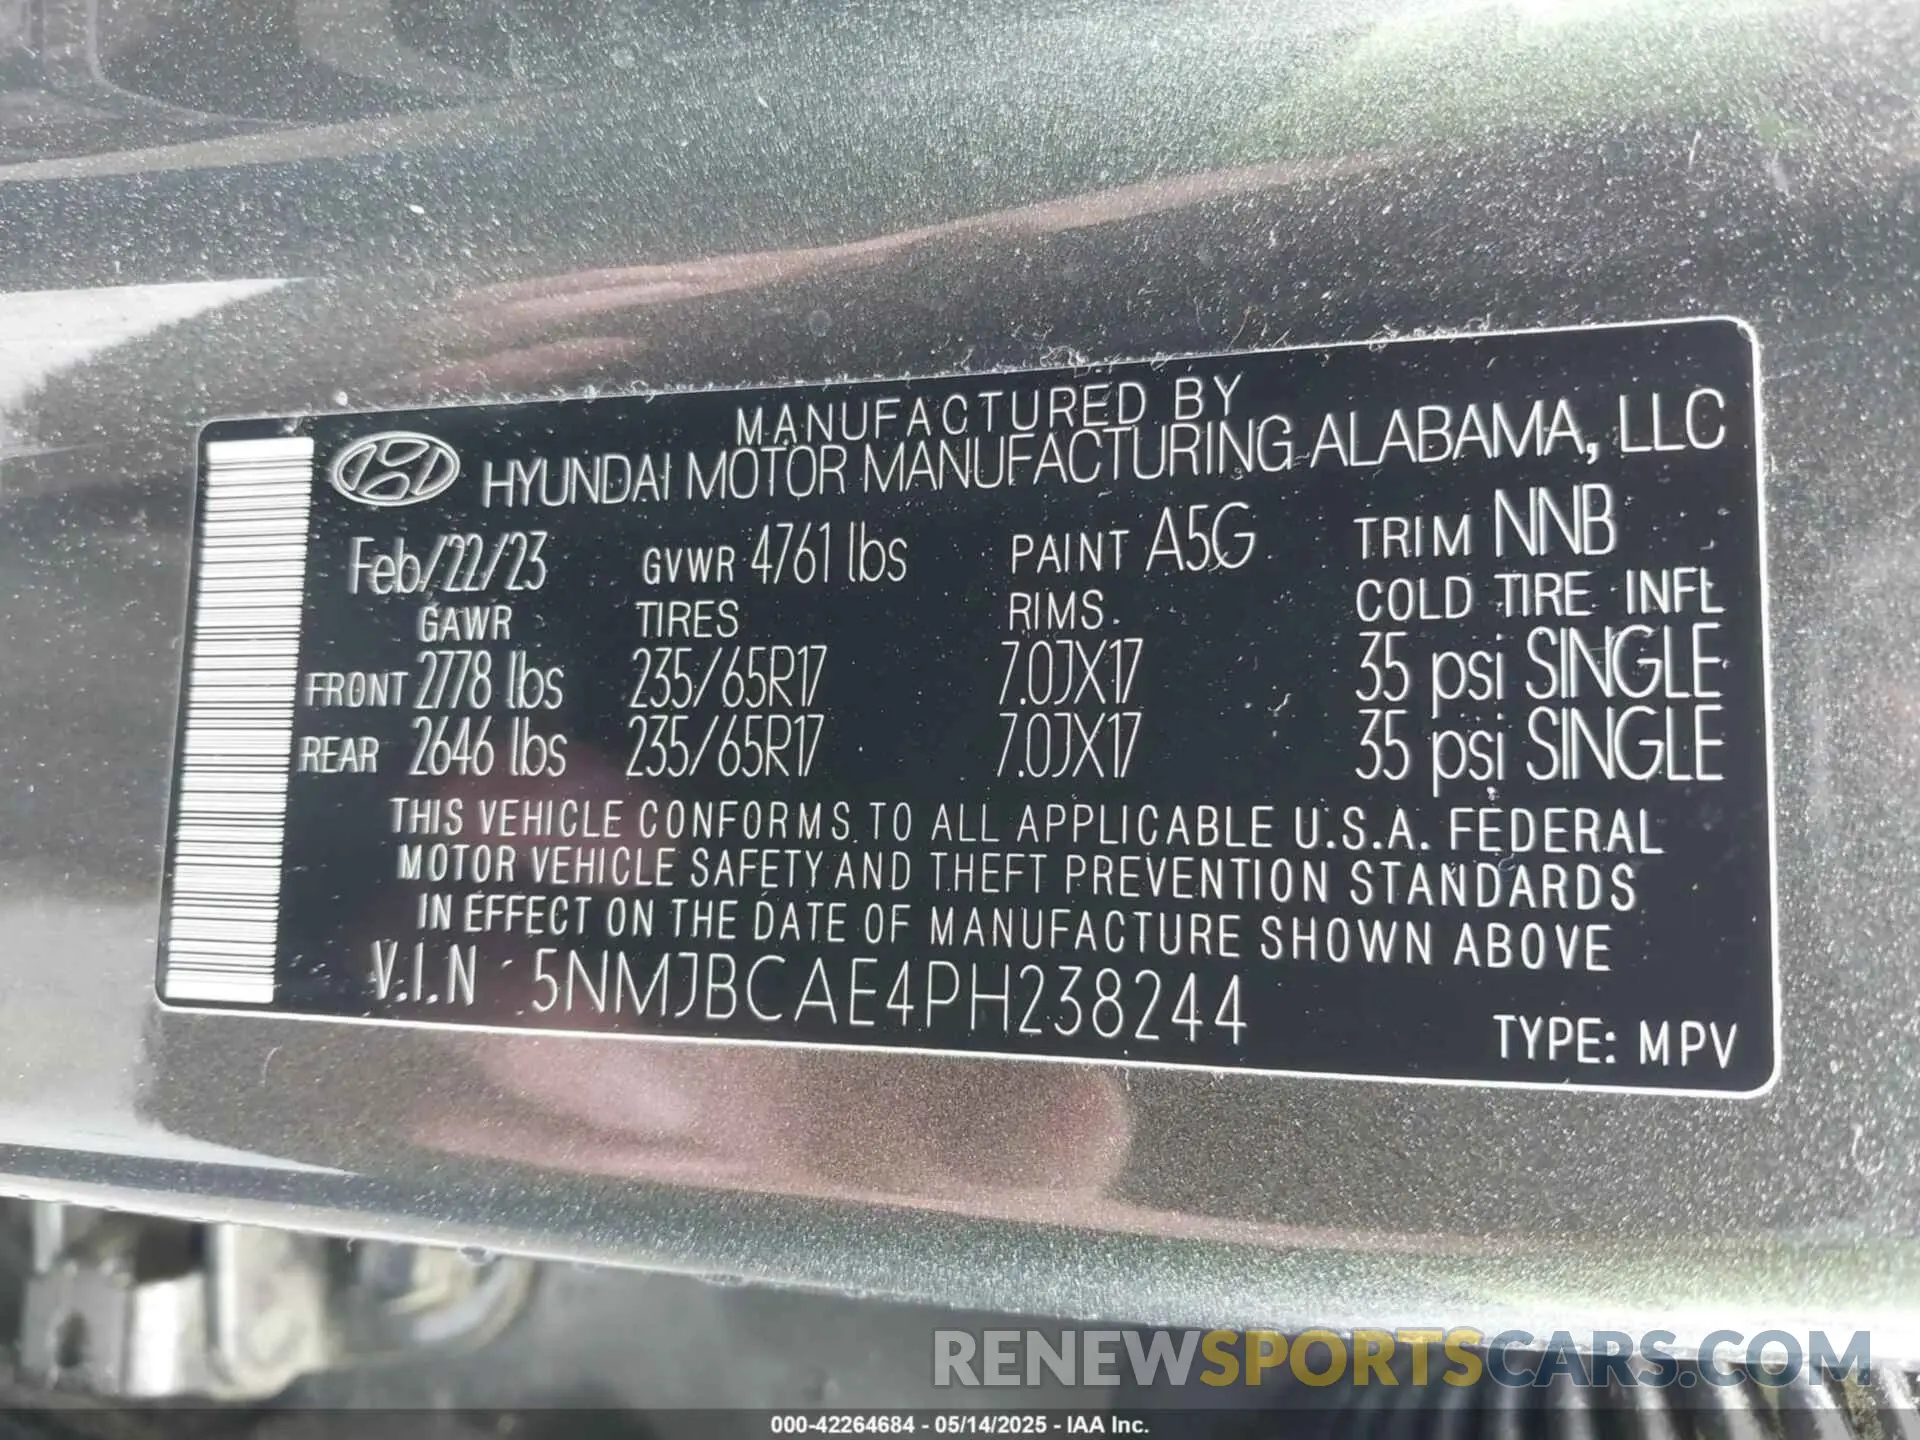 MANUFACTURED BY
HYUNDAI MOTOR MANUFACTURING ALABAMA, LLC
Feb/22/23 GVWR 4761 lbs PAINT A5G TRIM NNB
GAWR TIRES RIMS. COLD TIRE INFL
FRONT 2778 lbs 235/65R17 7.0JX17 35 psi SINGLE
REAR 2646 lbs 235/65R17 7.0JX17 35 psi SINGLE
THIS VEHICLE CONFORMS TO ALL APPLICABLE U.S.A. FEDERAL
MOTOR VEHICLE SAFETY AND THEFT PREVENTION STANDARDS
IN EFFECT ON THE DATE OF MANUFACTURE SHOWN ABOVE
V.I.N 5NMJBCAE4PH238244
TYPE: MPV
RENEWSPORTSCARS.COM
000-42264684 - 05/14/2025 - IAA Inc.